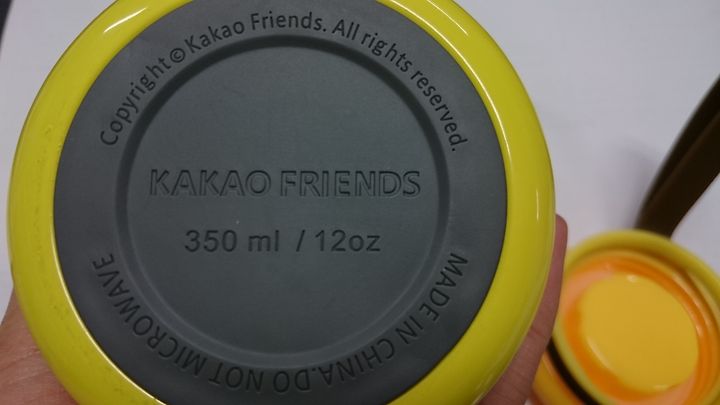 Copyright© Kakao Friends. All rights reserved.
KAKAO FRIENDS
350 ml / 12oz
MADE IN CHINA.DO NOT MICROWAVE